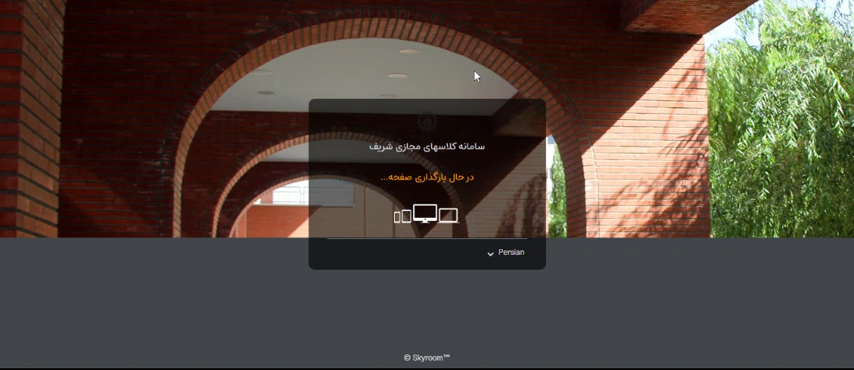 سامانه کلاسهای مجازی شریف
در حال بارگذاری صفحه...
Persian
© Skyroom™